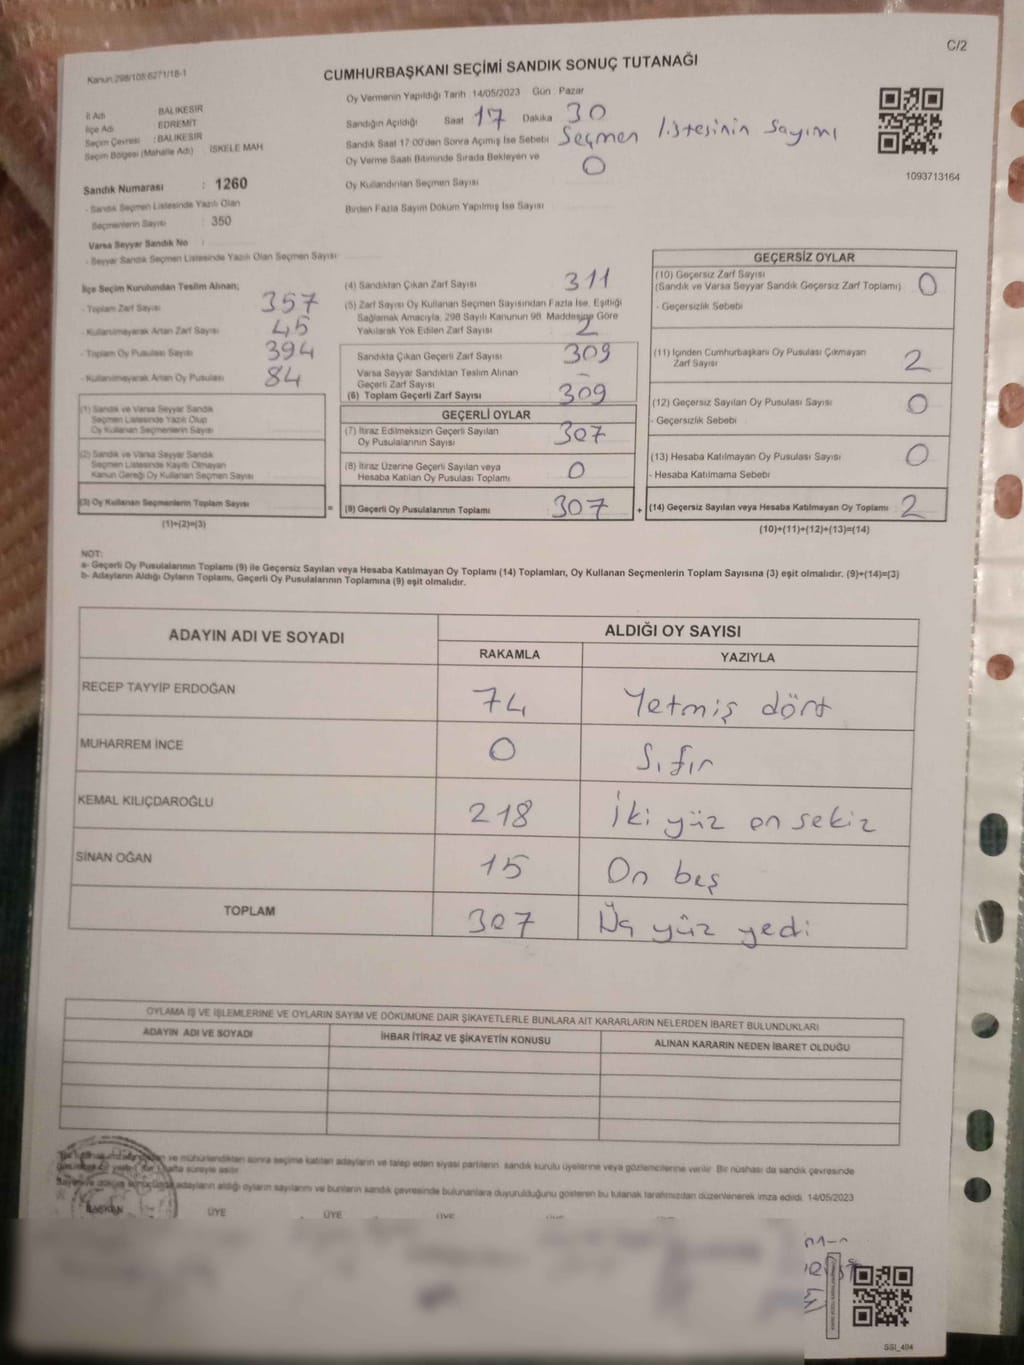 C/2
Kanun:298/108;6271/18-1
CUMHURBAŞKANI SEÇİMİ SANDIK SONUÇ TUTANAĞI
İl Adı BALIKESİR
İlçe Adı EDREMİT
Seçim Çevresi : BALIKESİR
Seçim Bölgesi (Mahalle Adı) İSKELE MAH
Sandık Numarası : 1260
- Sandık Seçmen Listesinde Yazılı Olan
Seçmenlerin Sayısı : 350
Varsa Seyyar Sandık No :
- Seyyar Sandık Seçmen Listesinde Yazılı Olan Seçmen Sayısı
Oy Vermenin Yapıldığı Tarih :14/05/2023 Gün : Pazar
Sandığın Açıldığı Saat 17 Dakika 30
Sandık Saat 17:00'den Sonra Açımış İse Sebebi Seçmen listesinin sayımı
Oy Verme Saati Bitiminde Sırada Bekleyen ve 0
Oy Kullandırılan Seçmen Sayısı
Birden Fazla Sayım Döküm Yapılmış İse Sayısı
1093713164
İlçe Seçim Kurulundan Teslim Alınan;
- Toplam Zarf Sayısı 357
- Kullanılmayarak Artan Zarf Sayısı 45
- Toplam Oy Pusulası Sayısı 394
- Kullanılmayarak Artan Oy Pusulası 84
(1) Sandık ve Varsa Seyyar Sandık
Seçmen Listesinde Yazılı Olup
Oy Kullanan Seçmenlerin Sayısı
(2) Sandık ve Varsa Seyyar Sandık
Seçmen Listesinde Kayıtlı Olmayan
Kanun Gereği Oy Kullanan Seçmen Sayısı
(3) Oy Kullanan Seçmenlerin Toplam Sayısı =
(1)+(2)=(3)
(4) Sandıktan Çıkan Zarf Sayısı 311
(5) Zarf Sayısı Oy Kullanan Seçmen Sayısından Fazla İse, Eşitliği
Sağlamak Amacıyla, 298 Sayılı Kanunun 98. Maddesine Göre
Yakılarak Yok Edilen Zarf Sayısı 2
Sandıkta Çıkan Geçerli Zarf Sayısı 309
Varsa Seyyar Sandıktan Teslim Alınan
Geçerli Zarf Sayısı –
(6) Toplam Geçerli Zarf Sayısı 309
GEÇERLİ OYLAR
(7) İtiraz Edilmeksizin Geçerli Sayılan
Oy Pusulalarının Sayısı 307
(8) İtiraz Üzerine Geçerli Sayılan veya
Hesaba Katılan Oy Pusulası Toplamı 0
(9) Geçerli Oy Pusulalarının Toplamı 307 +
GEÇERSİZ OYLAR
(10) Geçersiz Zarf Sayısı
(Sandık ve Varsa Seyyar Sandık Geçersiz Zarf Toplamı) 0
- Geçersizlik Sebebi
(11) İçinden Cumhurbaşkanı Oy Pusulası Çıkmayan
Zarf Sayısı 2
(12) Geçersiz Sayılan Oy Pusulası Sayısı 0
- Geçersizlik Sebebi
(13) Hesaba Katılmayan Oy Pusulası Sayısı 0
- Hesaba Katılmama Sebebi
(14) Geçersiz Sayılan veya Hesaba Katılmayan Oy Toplamı 2
(10)+(11)+(12)+(13)=(14)
NOT:
a- Geçerli Oy Pusulalarının Toplamı (9) ile Geçersiz Sayılan veya Hesaba Katılmayan Oy Toplamı (14) Toplamları, Oy Kullanan Seçmenlerin Toplam Sayısına (3) eşit olmalıdır. (9)+(14)=(3)
b- Adayların Aldığı Oyların Toplamı, Geçerli Oy Pusulalarının Toplamına (9) eşit olmalıdır.
ADAYIN ADI VE SOYADI ALDIĞI OY SAYISI
RAKAMLA YAZIYLA
RECEP TAYYİP ERDOĞAN 74 Yetmiş dört
MUHARREM İNCE 0 Sıfır
KEMAL KILIÇDAROĞLU 218 İki yüz on sekiz
SİNAN OĞAN 15 On beş
TOPLAM 307 Üç yüz yedi
OYLAMA İŞ VE İŞLEMLERİNE VE OYLARIN SAYIM VE DÖKÜMÜNE DAİR ŞİKAYETLERLE BUNLARA AİT KARARLARIN NELERDEN İBARET BULUNDUKLARI
ADAYIN ADI VE SOYADI İHBAR İTİRAZ VE ŞİKAYETİN KONUSU ALINAN KARARIN NEDEN İBARET OLDUĞU
ve mühürlendikten sonra seçime katılan adayların ve talep eden siyasi partilerin sandık kurulu üyelerine veya gözlemcilerine verilir. Bir nüshası da sandık çevresinde
hafta süreyle asılır.
adayların aldığı oyların sayılarını ve bunların sandık çevresinde bulunanlara duyurulduğunu gösteren bu tutanak tarafımızdan düzenlenerek imza edildi. 14/05/2023
BAŞKAN ÜYE ÜYE ÜYE
SSI_494